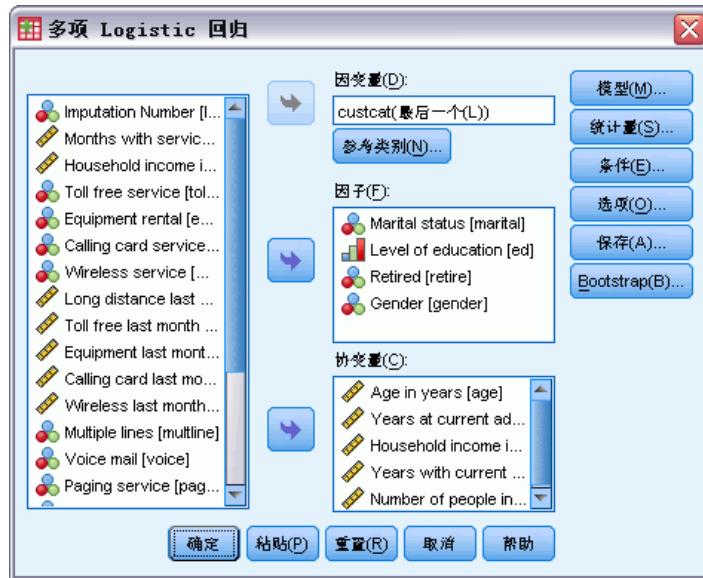 多项 Logistic 回归
Imputation Number [I...
Months with servic...
Household income i...
Toll free service [tol...
Equipment rental [e...
Calling card service...
Wireless service [...
Long distance last ...
Toll free last month ...
Equipment last mont...
Calling card last mo...
Wireless last month...
Multiple lines [multline]
Voice mail [voice]
Paging service [pag...
因变量(D):
custcat(最后一个(L))
参考类别(N)...
因子(F):
Marital status [marital]
Level of education [ed]
Retired [retire]
Gender [gender]
协变量(C):
Age in years [age]
Years at current ad...
Household income i...
Years with current ...
Number of people in...
模型(M)...
统计量(S)...
条件(E)...
选项(O)...
保存(A)...
Bootstrap(B)...
确定
粘贴(P)
重置(R)
取消
帮助